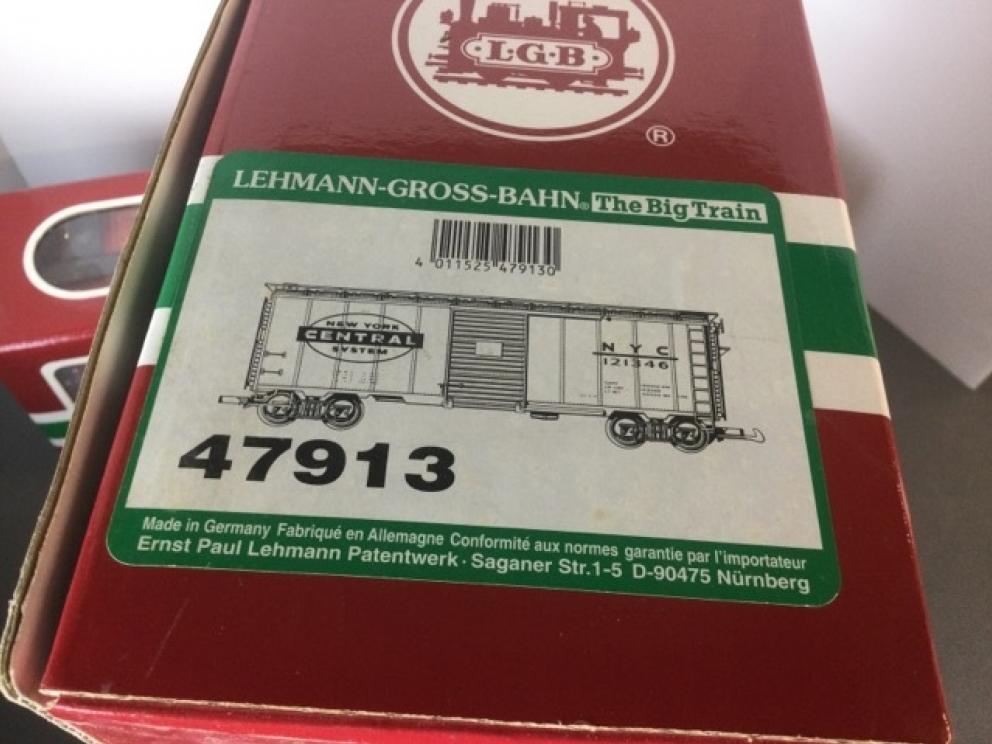 L·G·B
®
LEHMANN-GROSS-BAHN® The Big Train
4 011525 479130
NEW YORK
CENTRAL
SYSTEM
N Y C
121346
47913
Made in Germany Fabriqué en Allemagne Conformité aux normes garantie par l'importateur
Ernst Paul Lehmann Patentwerk · Saganer Str.1-5 D-90475 Nürnberg